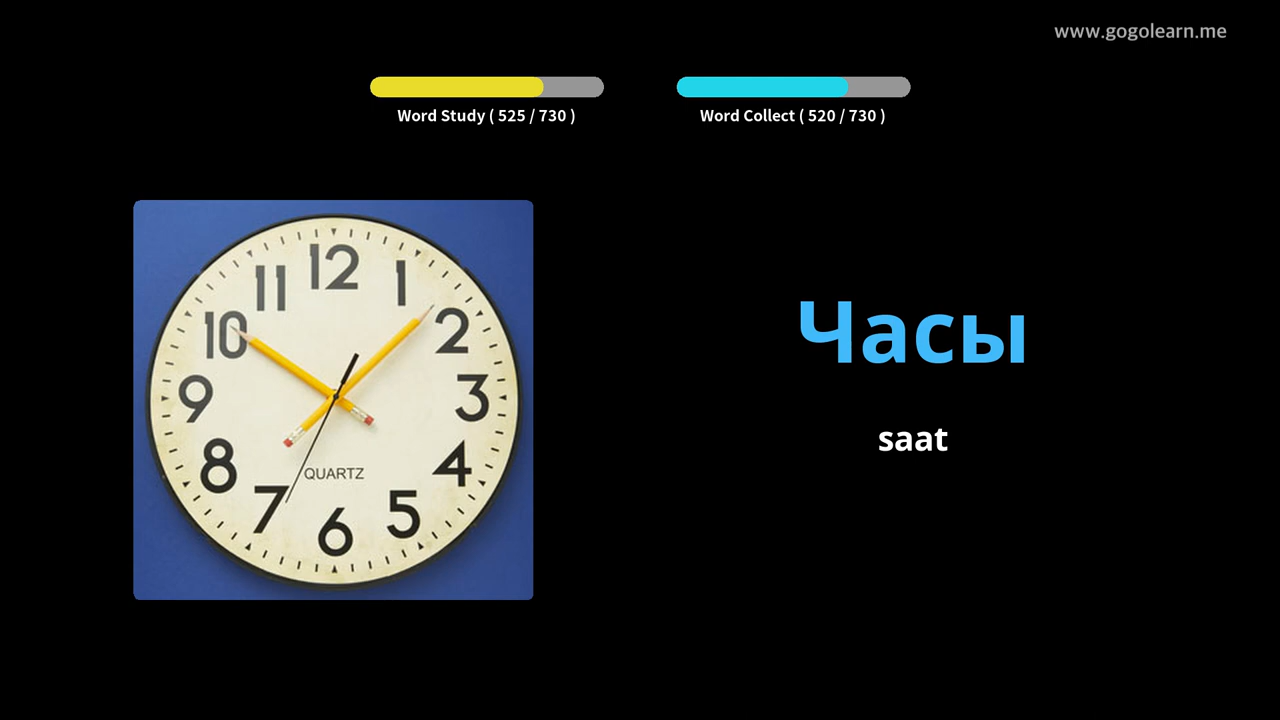 www.gogolearn.me
Word Study ( 525 / 730 )
Word Collect ( 520 / 730 )
12
11
1
10
2
9
3
8
4
QUARTZ
7
5
6
Часы
saat